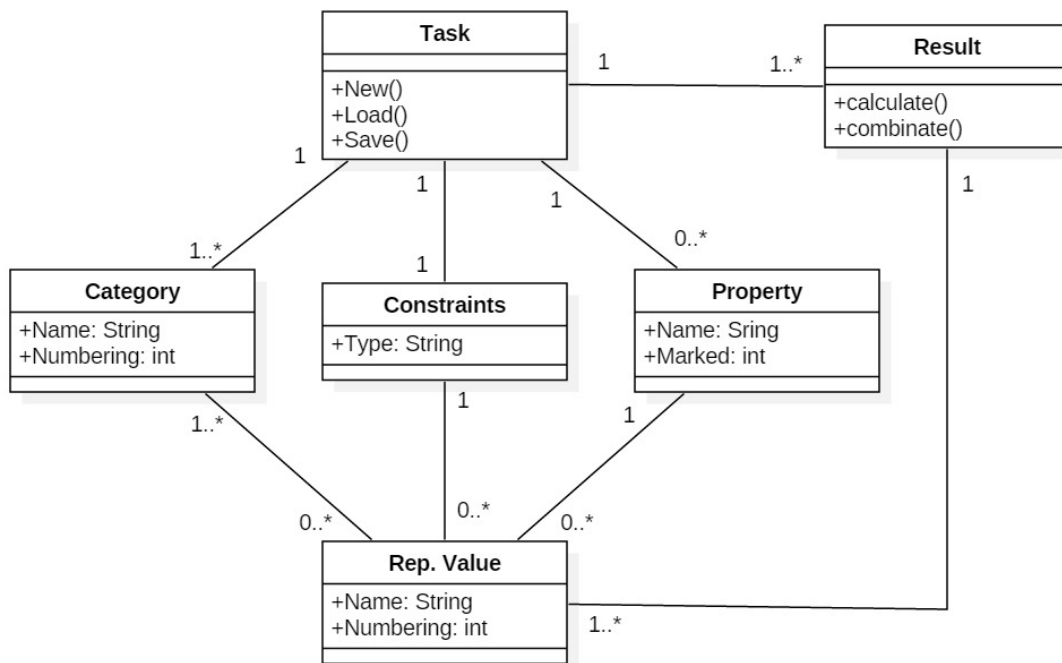 Task
+New()
+Load()
+Save()
1
1..*
Result
+calculate()
+combinate()
1
1
1
1
1..*
1
0..*
Category
+Name: String
+Numbering: int
Constraints
+Type: String
Property
+Name: Sring
+Marked: int
1..*
1
1
0..*
0..*
0..*
Rep. Value
+Name: String
+Numbering: int
1..*